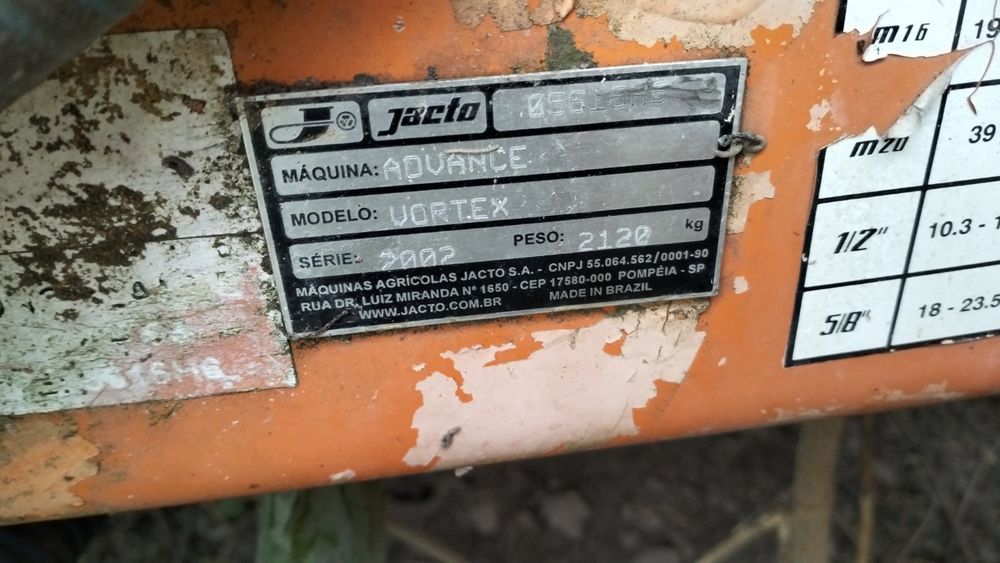 Jacto
MÁQUINA: ADVANCE
MODELO: VORTEX
SÉRIE: 2002 PESO: 2120 kg
MÁQUINAS AGRÍCOLAS JACTO S.A. - CNPJ 55.064.562/0001-90
RUA DR. LUIZ MIRANDA Nº 1650 - CEP 17580-000 POMPÉIA - SP
WWW.JACTO.COM.BR MADE IN BRAZIL
m16 19
m20 39
1/2" 10.3 -
5/8" 18 - 23.5